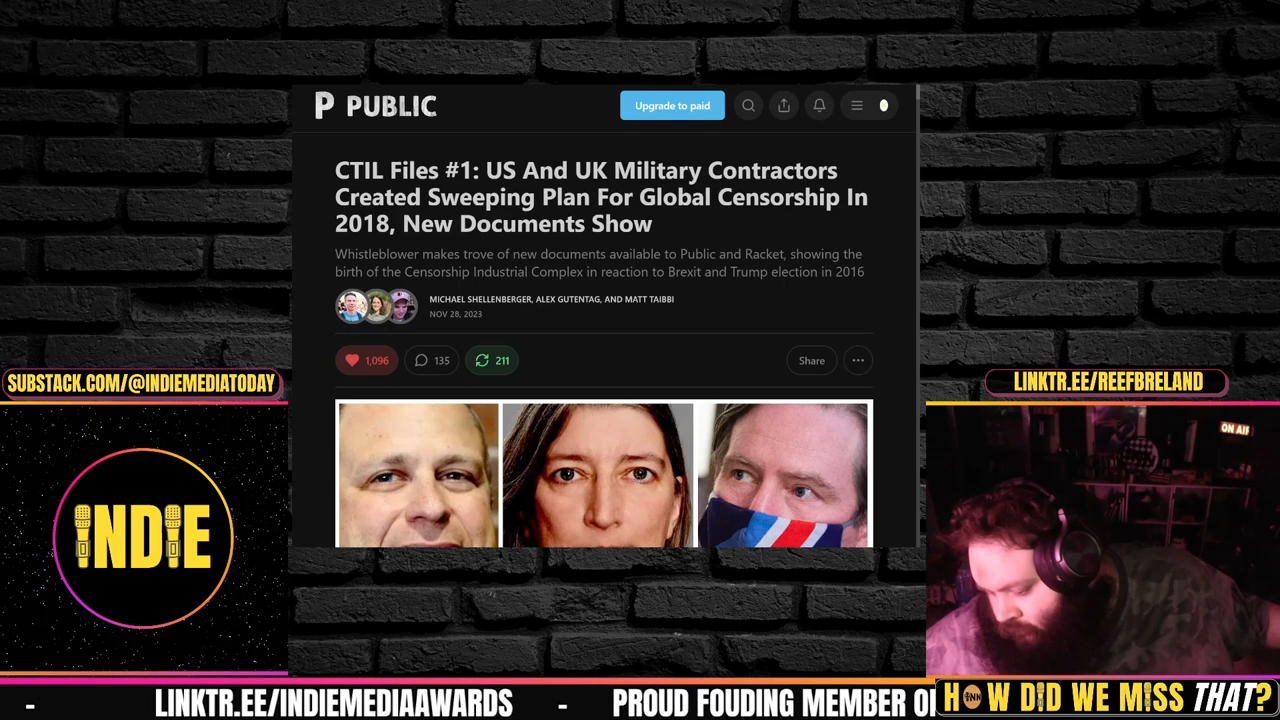 P PUBLIC
Upgrade to paid
CTIL Files #1: US And UK Military Contractors
Created Sweeping Plan For Global Censorship In
2018, New Documents Show
Whistleblower makes trove of new documents available to Public and Racket, showing the
birth of the Censorship Industrial Complex in reaction to Brexit and Trump election in 2016
MICHAEL SHELLENBERGER, ALEX GUTENTAG, AND MATT TAIBBI
NOV 28, 2023
1,096
135
211
Share
SUBSTACK.COM/@INDIEMEDIATODAY
LINKTR.EE/REEFBRELAND
INDIE
ON AIR
- LINKTR.EE/INDIEMEDIAAWARDS - PROUD FOUDING MEMBER O
HOW DID WE MISS THAT?
INN